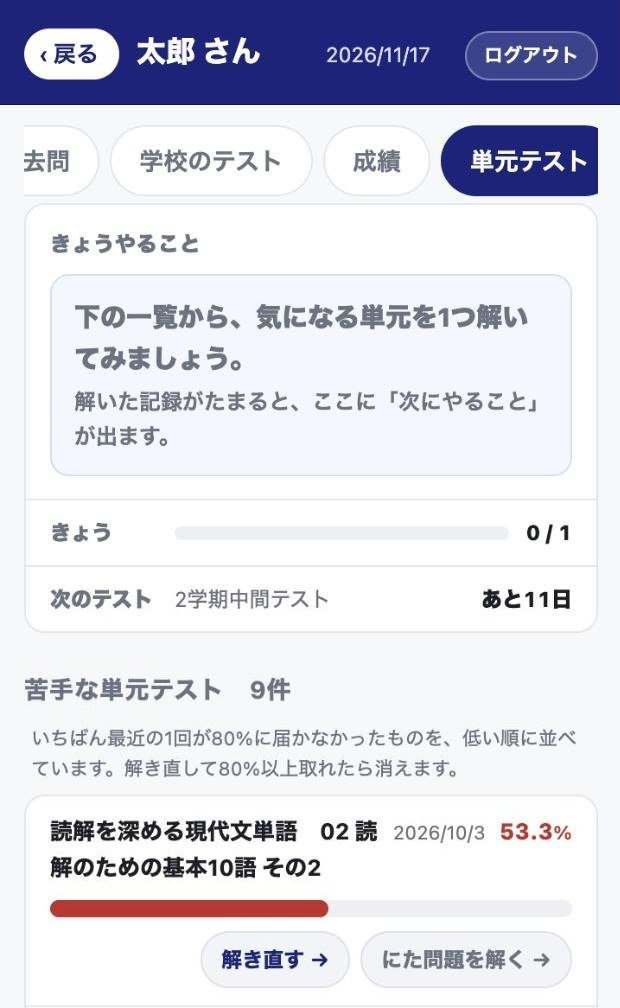 ‹ 戻る 太郎 さん 2026/11/17 ログアウト
去問 学校のテスト 成績 単元テスト
きょうやること
下の一覧から、気になる単元を1つ解い
てみましょう。
解いた記録がたまると、ここに「次にやること」
が出ます。
きょう 0 / 1
次のテスト 2学期中間テスト あと11日
苦手な単元テスト 9件
いちばん最近の1回が80%に届かなかったものを、低い順に並べ
ています。解き直して80%以上取れたら消えます。
読解を深める現代文単語 02 読 2026/10/3 53.3%
解のための基本10語 その2
解き直す → にた問題を解く →